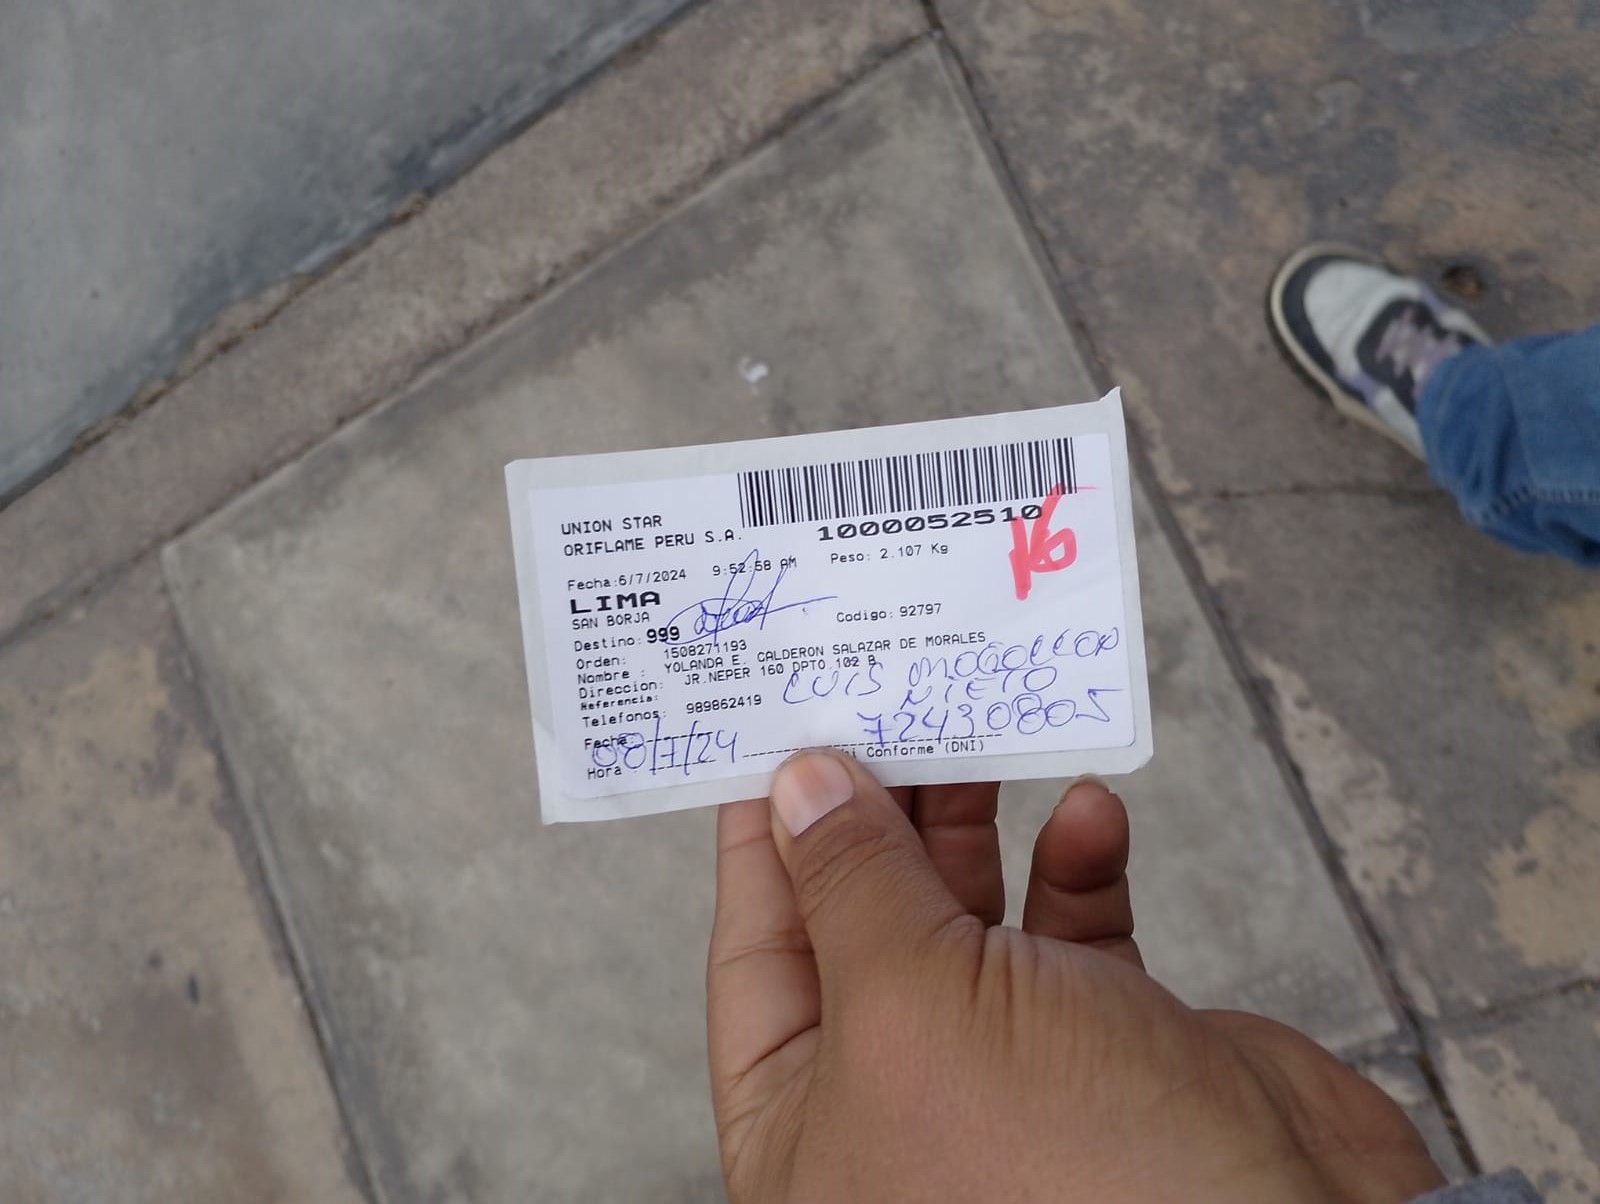 UNION STAR
ORIFLAME PERU S.A.
1000052510
16
Fecha:6/7/2024 9:52:58 AM Peso: 2.107 Kg
LIMA
SAN BORJA
Destino: 999 Codigo: 92797
Orden: 1508271193
Nombre : YOLANDA E. CALDERON SALAZAR DE MORALES
Direccion: JR.NEPER 160 DPTO.102 B
Referencia:
Telefonos: 989862419
LUIS MOGOLLON
NIETO
72430805
Fecha: 08/7/24
Hora : Conforme (DNI)